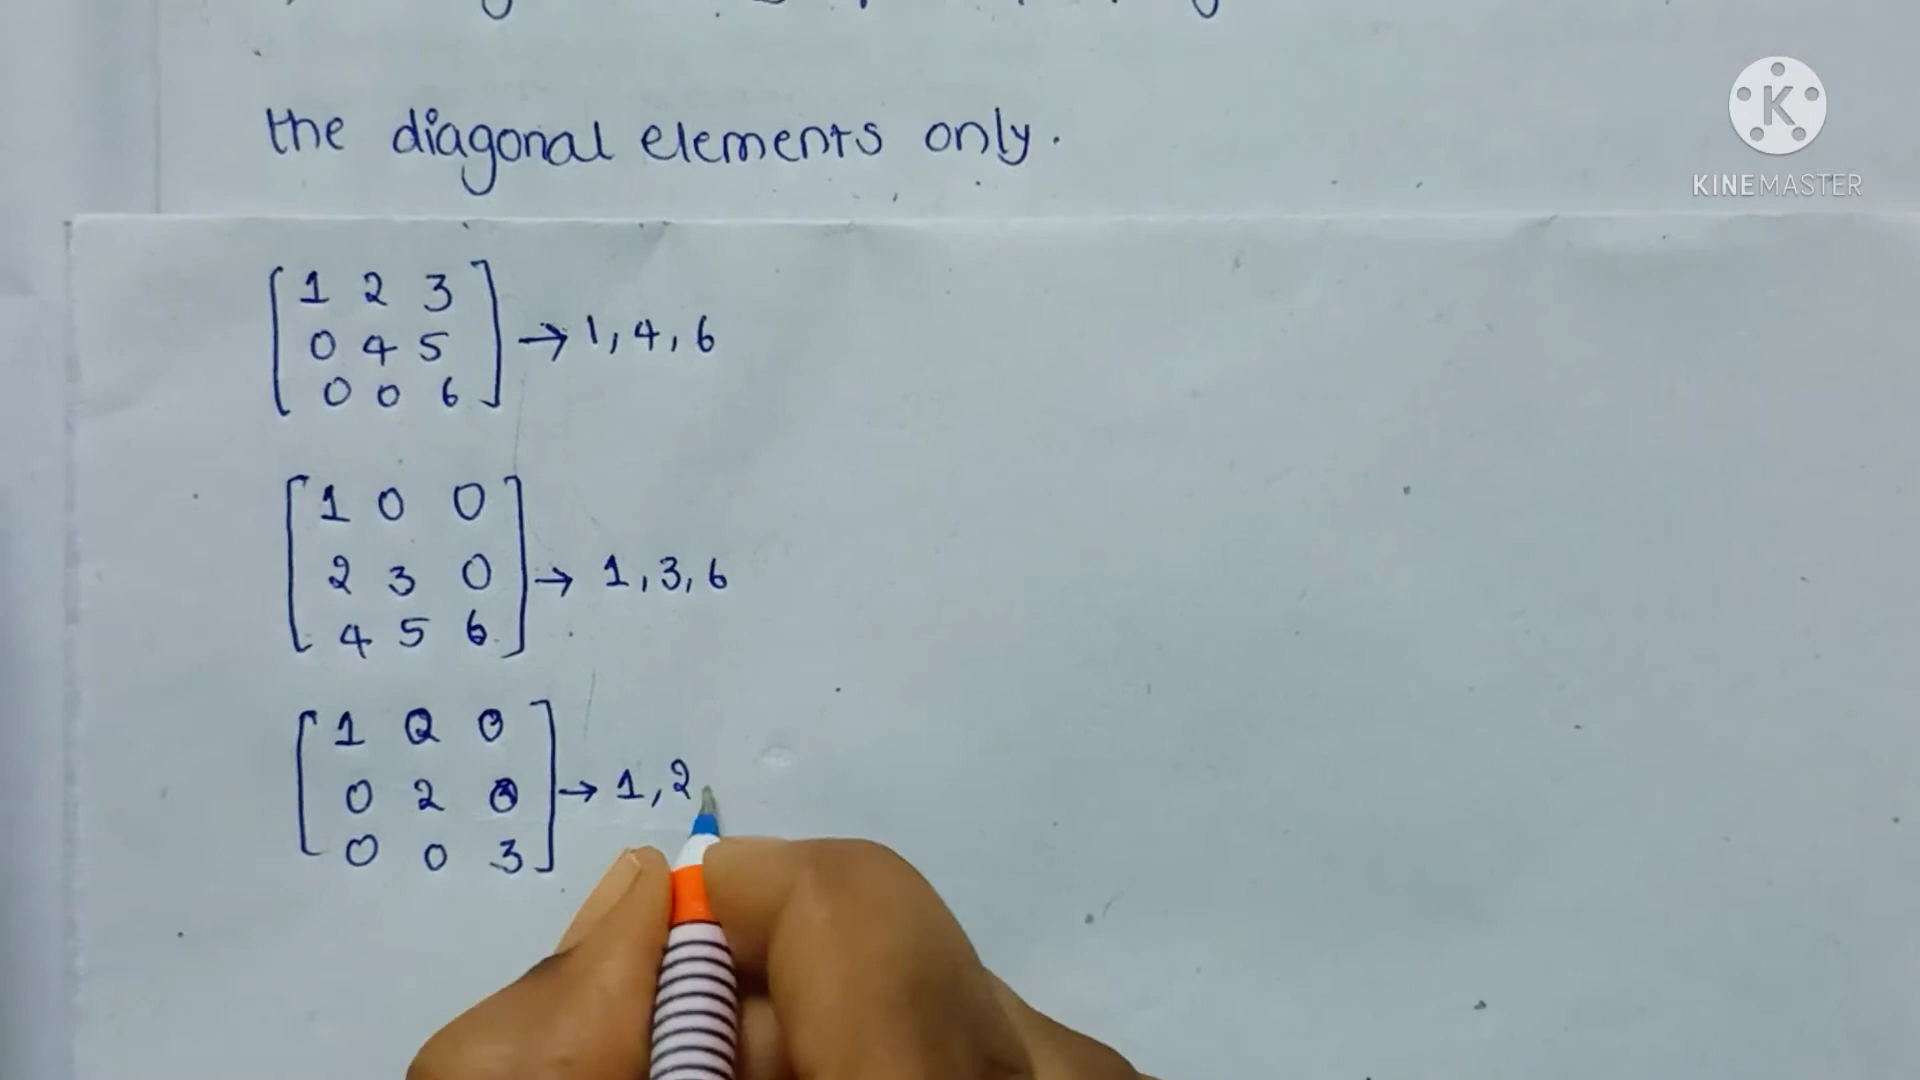 the diagonal elements only.
KINEMASTER
1 2 3
0 4 5 → 1, 4, 6
0 0 6
1 0 0
2 3 0 → 1, 3, 6
4 5 6
1 0 0
0 2 0 → 1, 2,
0 0 3